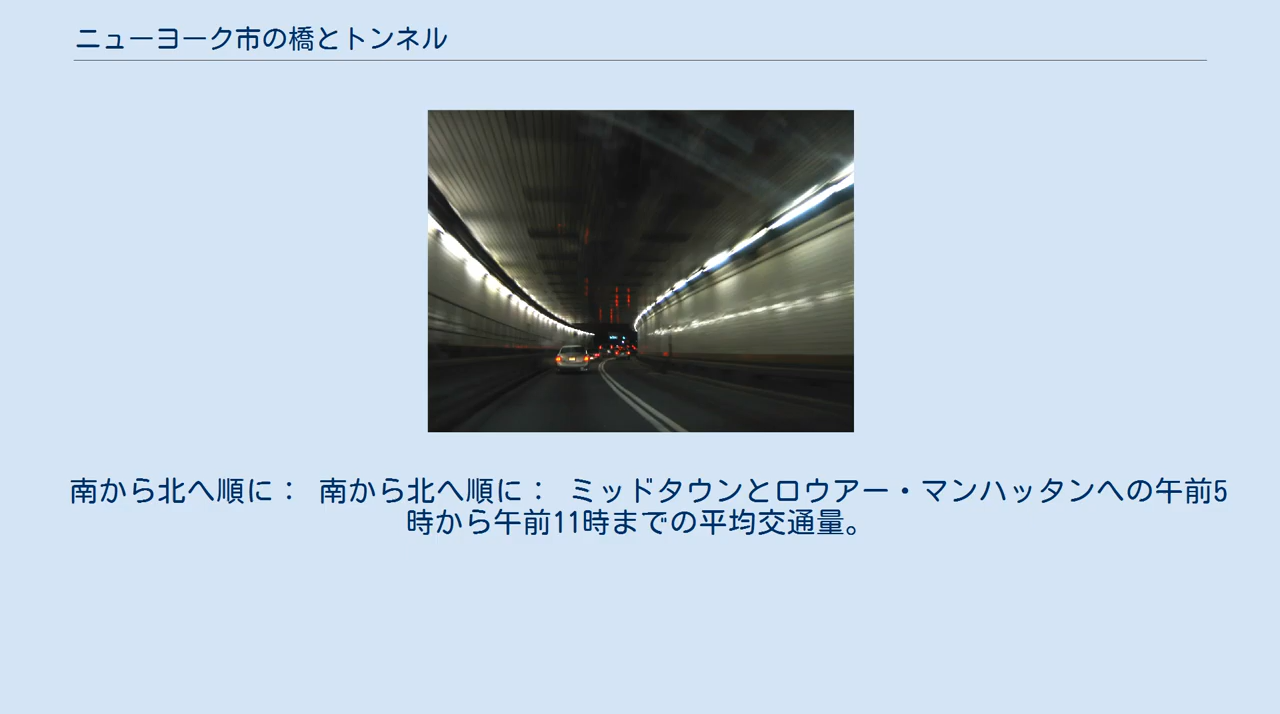 ニューヨーク市の橋とトンネル
南から北へ順に： 南から北へ順に： ミッドタウンとロウアー・マンハッタンへの午前5
時から午前11時までの平均交通量。